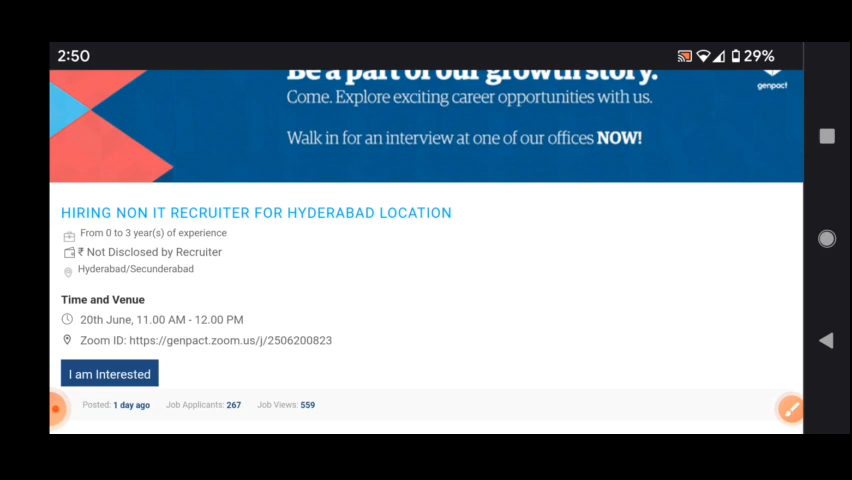 2:50
29%
Be a part of our growth story.
genpact
Come. Explore exciting career opportunities with us.
Walk in for an interview at one of our offices NOW!
HIRING NON IT RECRUITER FOR HYDERABAD LOCATION
From 0 to 3 year(s) of experience
₹ Not Disclosed by Recruiter
Hyderabad/Secunderabad
Time and Venue
20th June, 11.00 AM - 12.00 PM
Zoom ID: https://genpact.zoom.us/j/2506200823
I am Interested
Posted: 1 day ago Job Applicants: 267 Job Views: 559